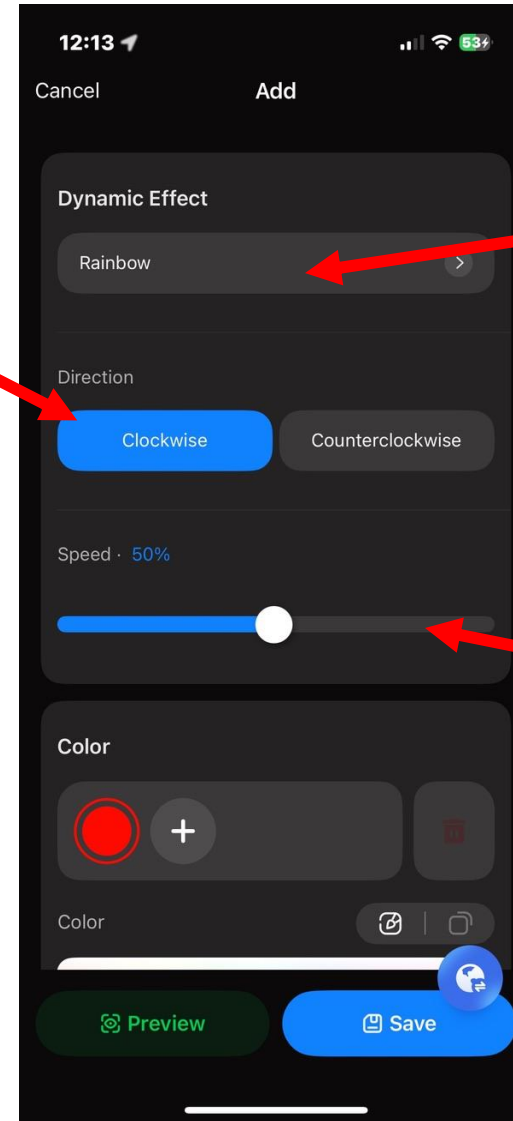 12:13
53
Cancel
Add
Dynamic Effect
Rainbow
Direction
Clockwise
Counterclockwise
Speed · 50%
Color
Color
Preview
Save